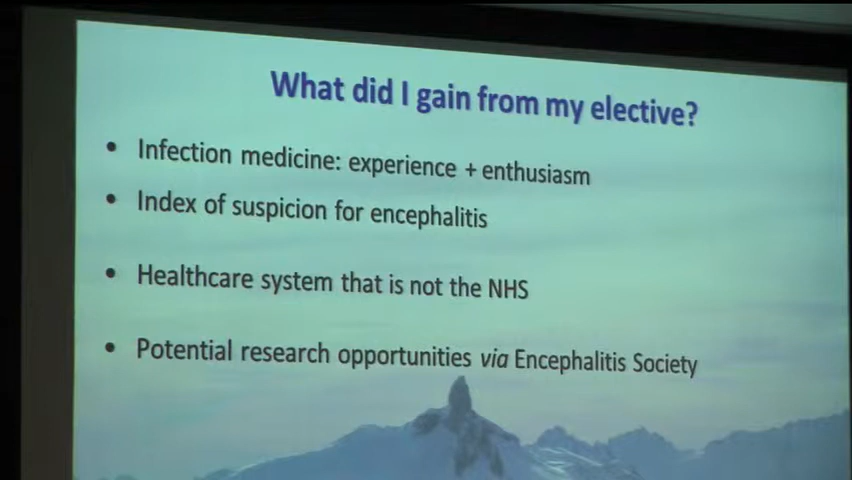 What did I gain from my elective?
• Infection medicine: experience + enthusiasm
• Index of suspicion for encephalitis
• Healthcare system that is not the NHS
• Potential research opportunities via Encephalitis Society